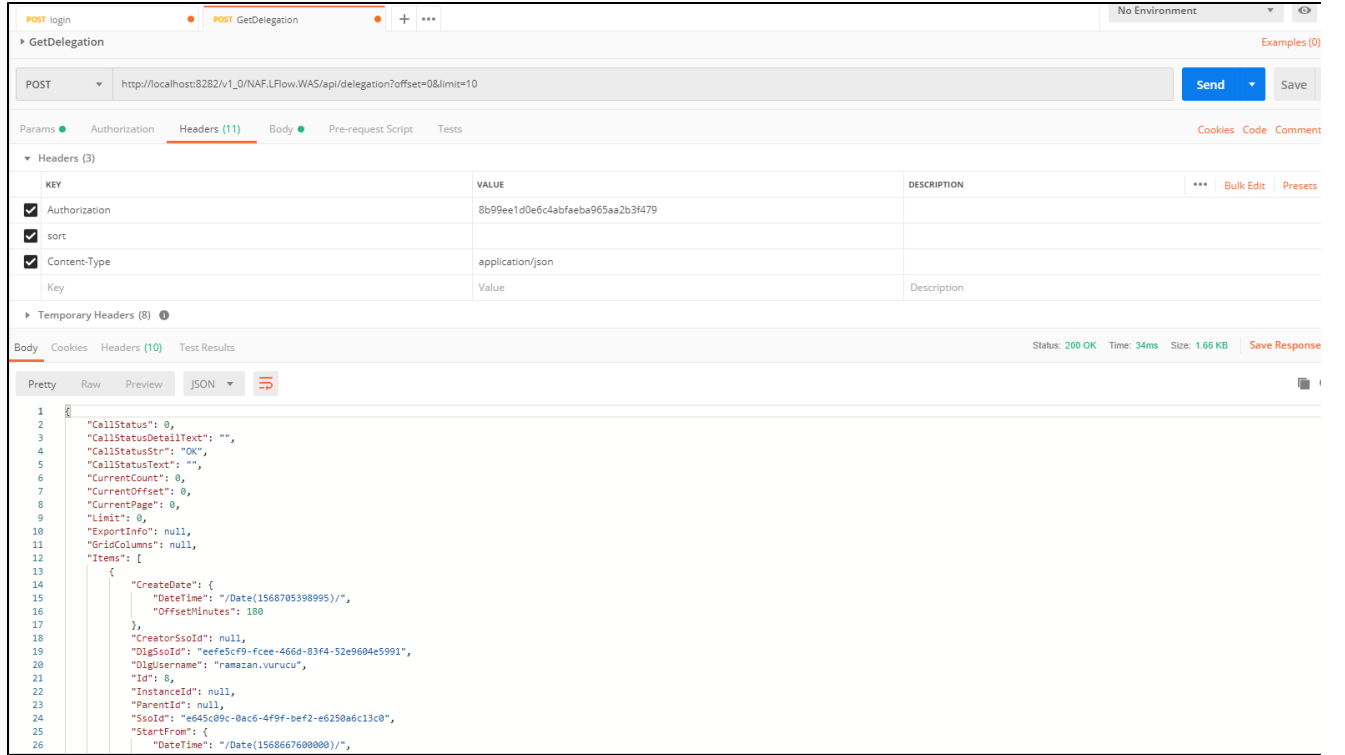 POST login POST GetDelegation + ••• No Environment
GetDelegation Examples (0)
POST http://localhost:8282/v1_0/NAF.LFlow.WAS/api/delegation?offset=0&limit=10 Send Save
Params Authorization Headers (11) Body Pre-request Script Tests Cookies Code Comment
Headers (3)
KEY VALUE DESCRIPTION ••• Bulk Edit Presets
Authorization 8b99ee1d0e6c4abfaeba965aa2b3f479
sort
Content-Type application/json
Key Value Description
Temporary Headers (8)
Body Cookies Headers (10) Test Results Status: 200 OK Time: 34ms Size: 1.66 KB Save Response
Pretty Raw Preview JSON
1 {
2 "CallStatus": 0,
3 "CallStatusDetailText": "",
4 "CallStatusStr": "OK",
5 "CallStatusText": "",
6 "CurrentCount": 0,
7 "CurrentOffset": 0,
8 "CurrentPage": 0,
9 "Limit": 0,
10 "ExportInfo": null,
11 "GridColumns": null,
12 "Items": [
13 {
14 "CreateDate": {
15 "DateTime": "/Date(1568705398995)/",
16 "OffsetMinutes": 180
17 },
18 "CreatorSsoId": null,
19 "DlgSsoId": "eefe5cf9-fcee-466d-83f4-52e9604e5991",
20 "DlgUsername": "ramazan.vurucu",
21 "Id": 8,
22 "InstanceId": null,
23 "ParentId": null,
24 "SsoId": "e645c09c-0ac6-4f9f-bef2-e6250a6c13c0",
25 "StartFrom": {
26 "DateTime": "/Date(1568667600000)/",